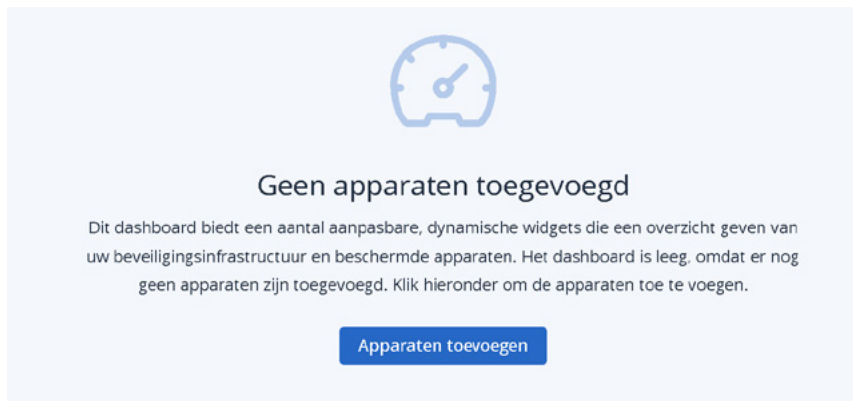 Geen apparaten toegevoegd
Dit dashboard biedt een aantal aanpasbare, dynamische widgets die een overzicht geven van
uw beveiligingsinfrastructuur en beschermde apparaten. Het dashboard is leeg, omdat er nog
geen apparaten zijn toegevoegd. Klik hieronder om de apparaten toe te voegen.
Apparaten toevoegen